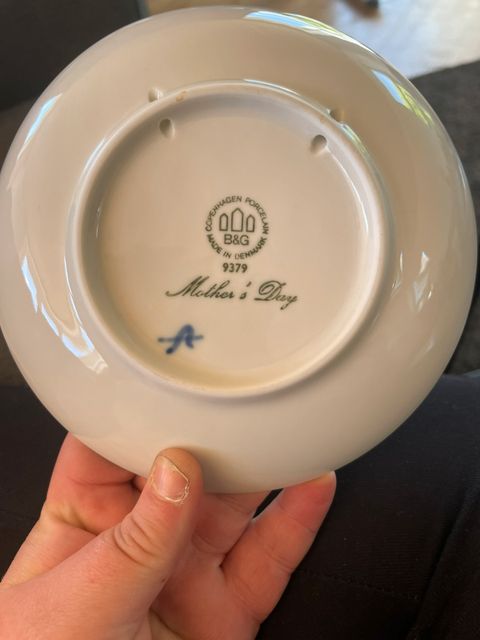 COPENHAGEN PORCELAIN
B&G
MADE IN DENMARK
9379
Mother's Day